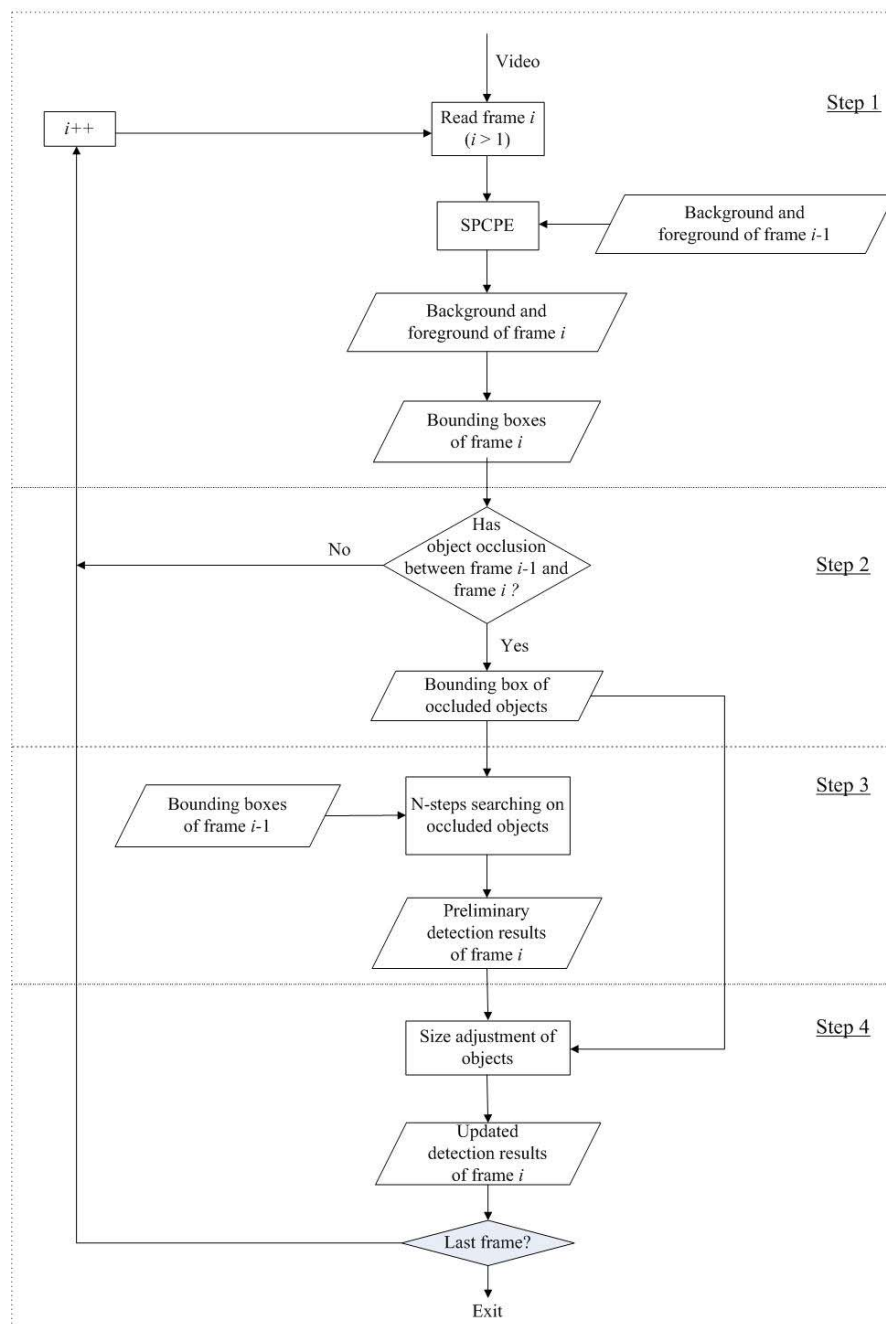 Video
Step 1
i++
Read frame i
(i > 1)
SPCPE
Background and
foreground of frame i-1
Background and
foreground of frame i
Bounding boxes
of frame i
Has
object occlusion
between frame i-1 and
frame i ?
No
Step 2
Yes
Bounding box of
occluded objects
Step 3
Bounding boxes
of frame i-1
N-steps searching on
occluded objects
Preliminary
detection results
of frame i
Step 4
Size adjustment of
objects
Updated
detection results
of frame i
Last frame?
Exit